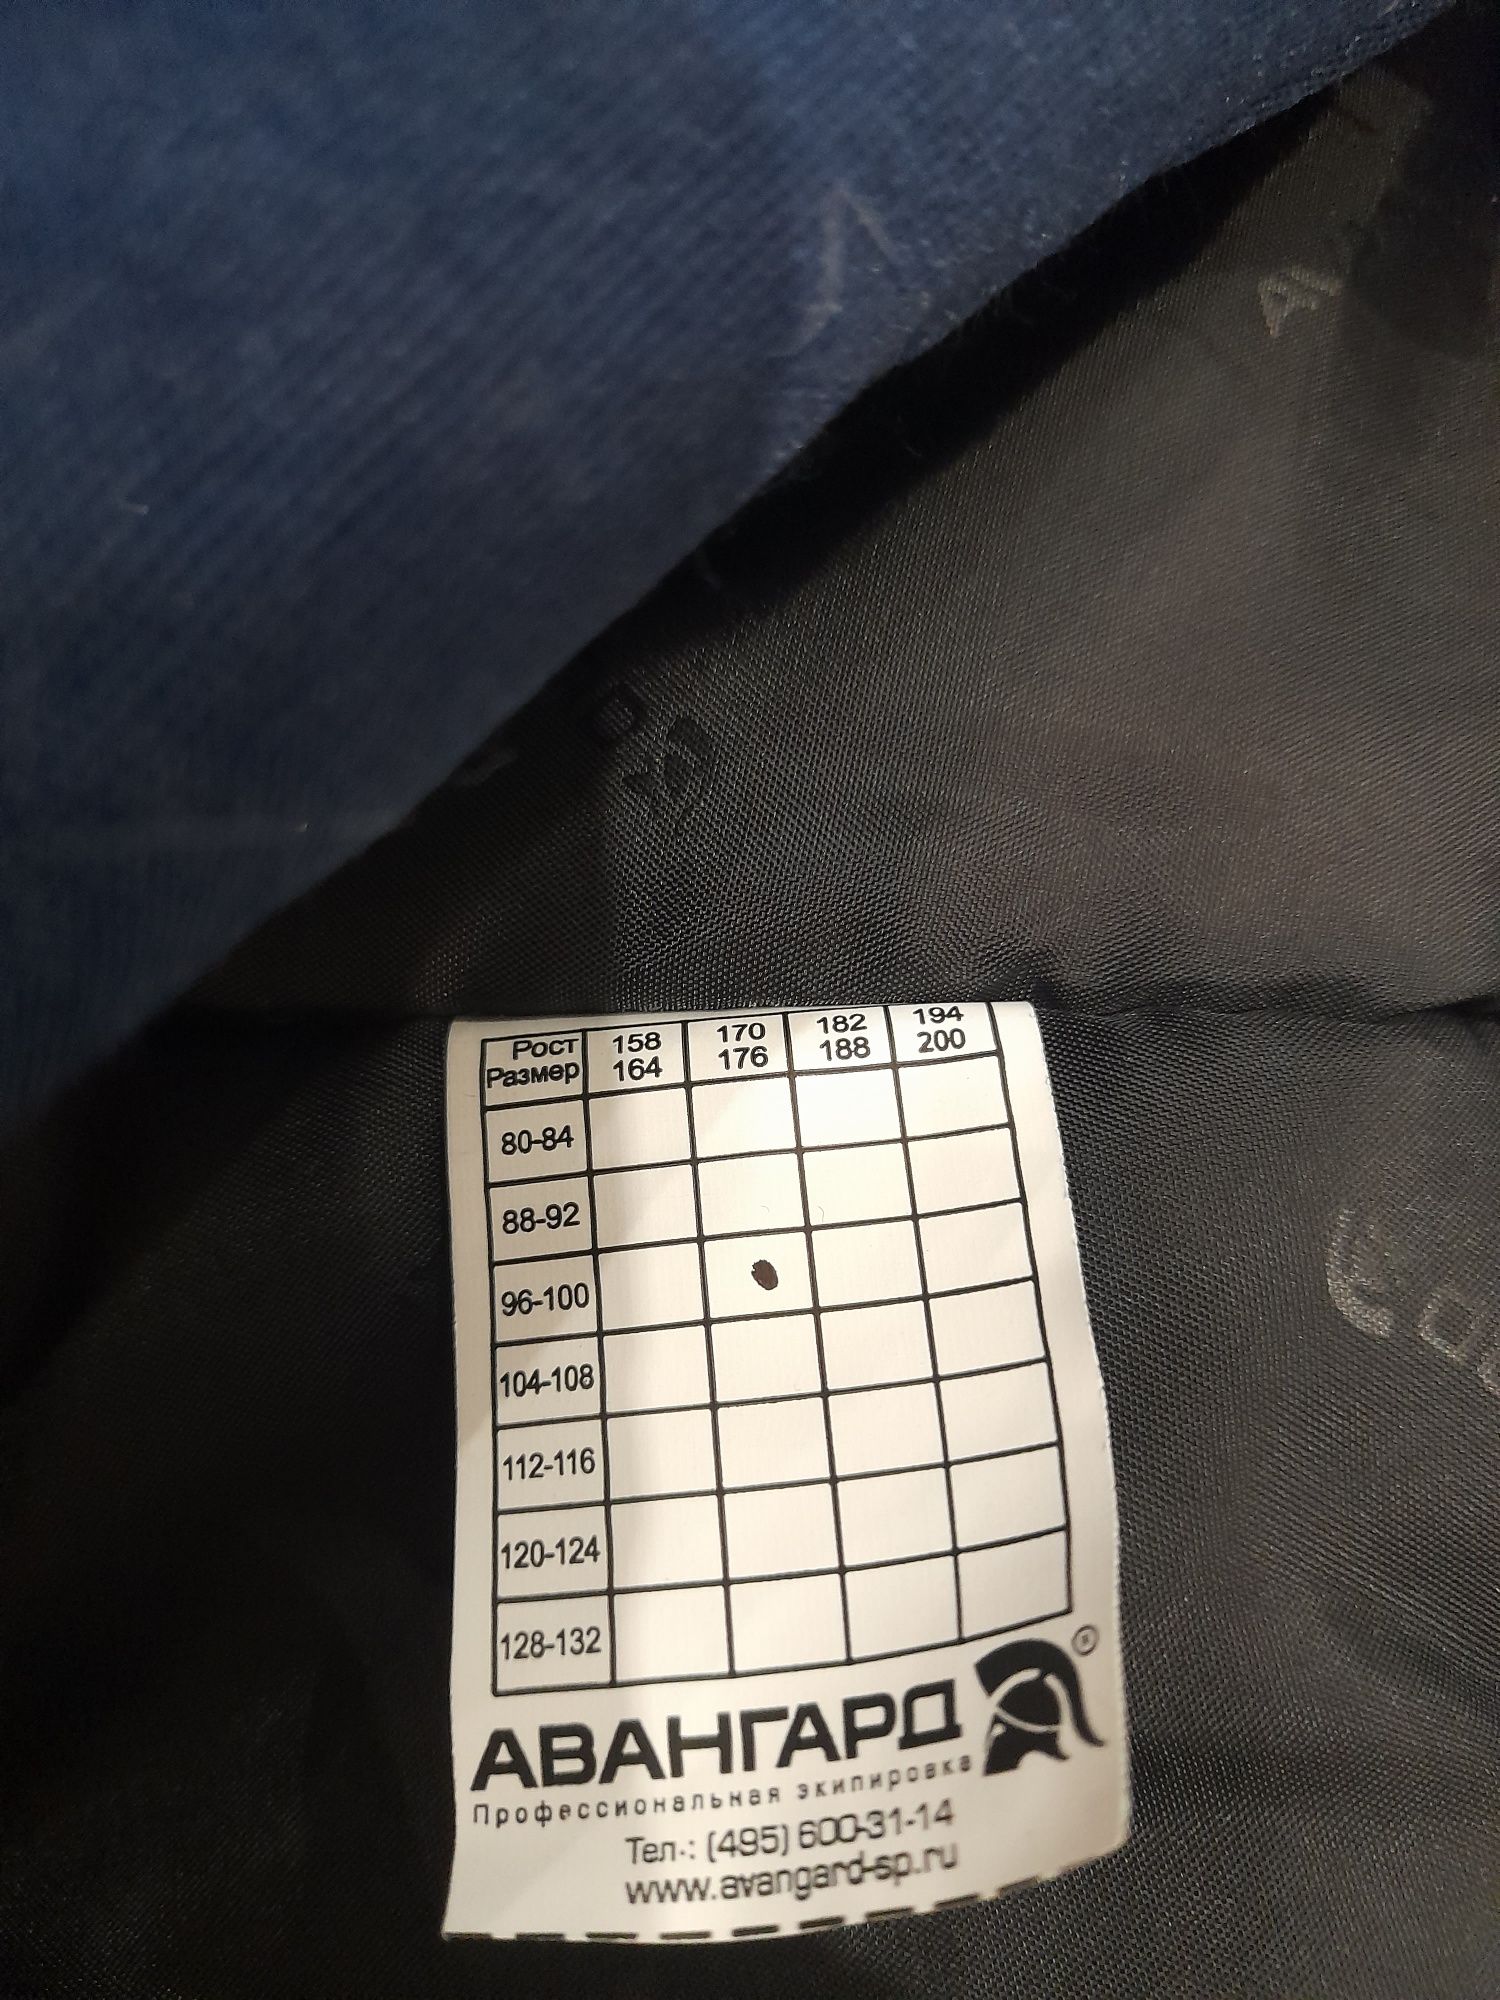 Рост 158 170 182 194
Размер 164 176 188 200
80-84
88-92
96-100
104-108
112-116
120-124
128-132
АВАНГАРД ®
Профессиональная экипировка
Тел.: (495) 600-31-14
www.avangard-sp.ru